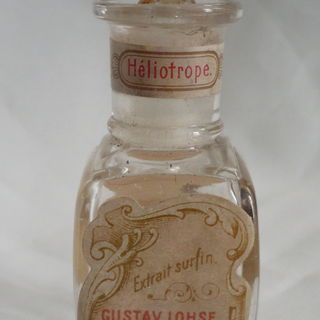 Héliotrope.
Extrait surfin.
GUSTAV LOHSE